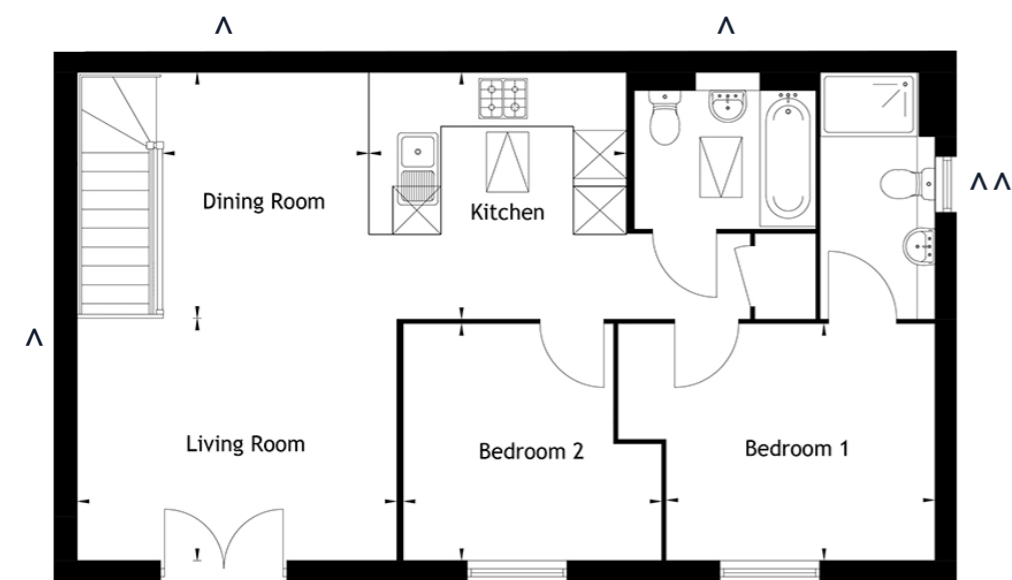 ^ ^
^^
Dining Room
Kitchen
^
Living Room
Bedroom 2
Bedroom 1